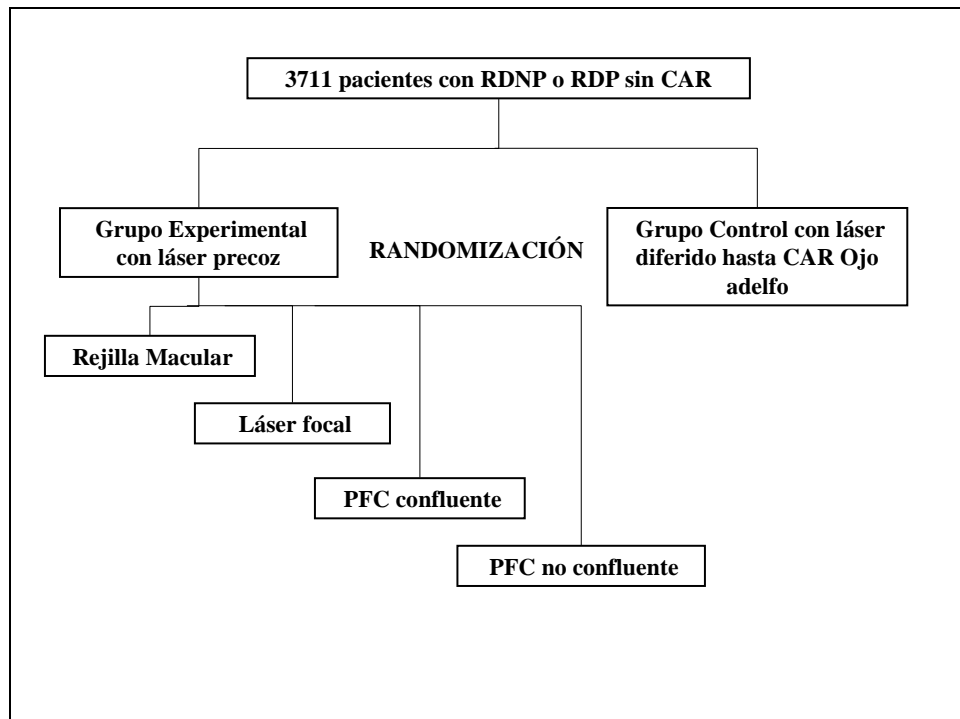 3711 pacientes con RDNP o RDP sin CAR
Grupo Experimental
con láser precoz
RANDOMIZACIÓN
Grupo Control con láser
diferido hasta CAR Ojo
adelfo
Rejilla Macular
Láser focal
PFC confluente
PFC no confluente